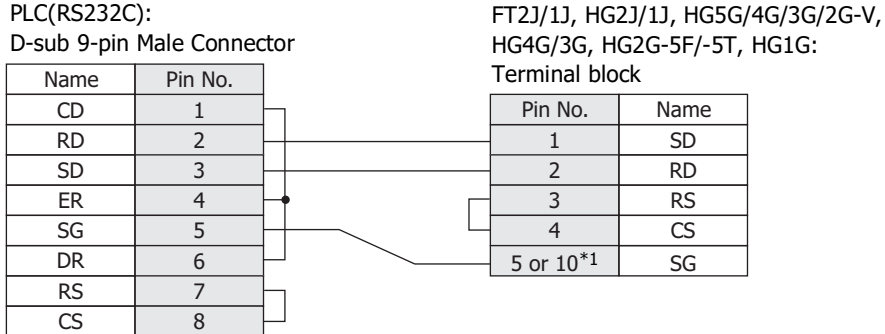 PLC(RS232C):
D-sub 9-pin Male Connector
Name Pin No.
CD 1
RD 2
SD 3
ER 4
SG 5
DR 6
RS 7
CS 8
FT2J/1J, HG2J/1J, HG5G/4G/3G/2G-V,
HG4G/3G, HG2G-5F/-5T, HG1G:
Terminal block
Pin No. Name
1 SD
2 RD
3 RS
4 CS
5 or 10*1 SG